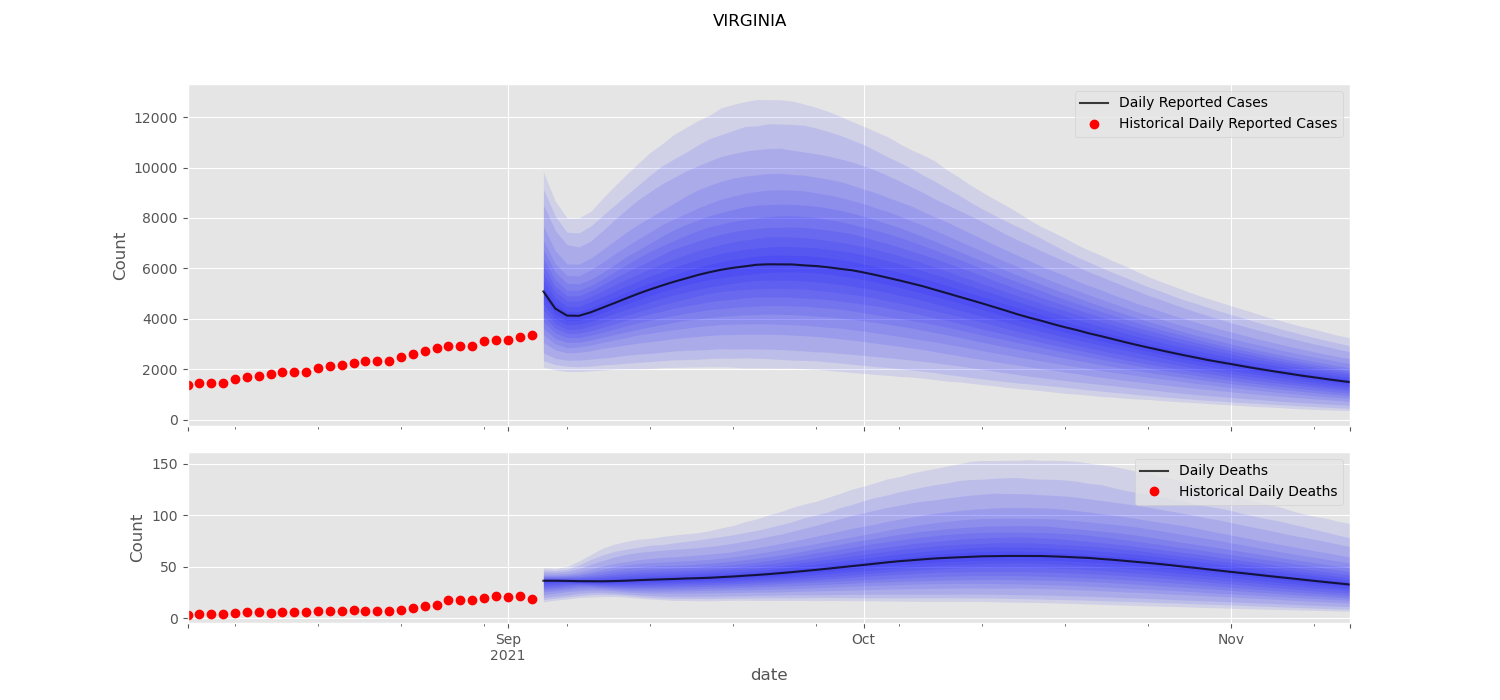 VIRGINIA
Daily Reported Cases
Historical Daily Reported Cases
12000
10000
8000
6000
4000
2000
0
Count
Daily Deaths
Historical Daily Deaths
150
100
50
0
Count
Sep
2021
Oct
Nov
date